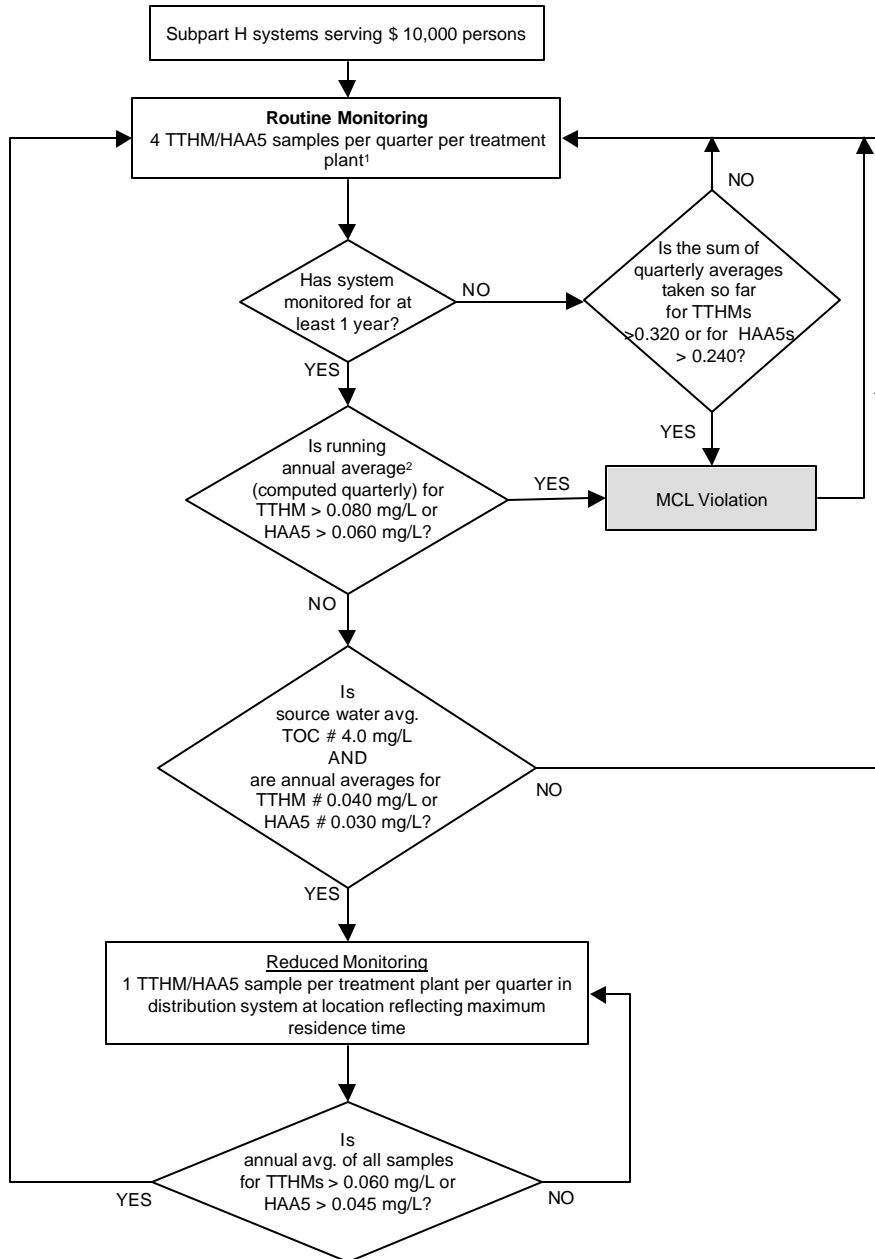 Subpart H systems serving $ 10,000 persons
Routine Monitoring
4 TTHM/HAA5 samples per quarter per treatment
plant¹
NO
Is the sum of
quarterly averages
taken so far
for TTHMs
>0.320 or for HAA5s
> 0.240?
Has system
monitored for at
least 1 year?
NO
YES
YES
Is running
annual average²
(computed quarterly) for
TTHM > 0.080 mg/L or
HAA5 > 0.060 mg/L?
YES
MCL Violation
NO
Is
source water avg.
TOC # 4.0 mg/L
AND
are annual averages for
TTHM # 0.040 mg/L or
HAA5 # 0.030 mg/L?
NO
YES
Reduced Monitoring
1 TTHM/HAA5 sample per treatment plant per quarter in
distribution system at location reflecting maximum
residence time
Is
annual avg. of all samples
for TTHMs > 0.060 mg/L or
HAA5 > 0.045 mg/L?
YES
NO